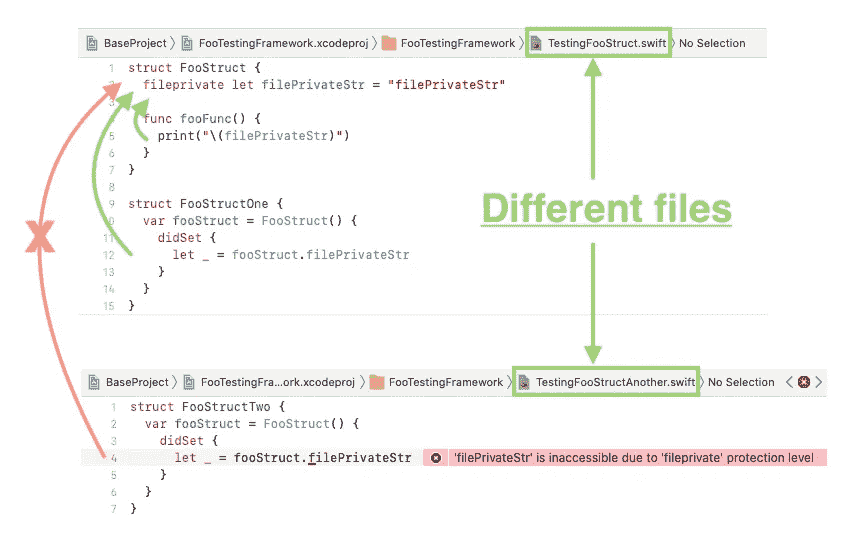 BaseProject FooTestingFramework.xcodeproj FooTestingFramework TestingFooStruct.swift No Selection
1 struct FooStruct {
2 fileprivate let filePrivateStr = "filePrivateStr"
3
4 func fooFunc() {
5 print("\(filePrivateStr)")
6 }
7 }
8
9 struct FooStructOne {
10 var fooStruct = FooStruct() {
11 didSet {
12 let _ = fooStruct.filePrivateStr
13 }
14 }
15 }
Different files
X
BaseProject FooTestingFra...ork.xcodeproj FooTestingFramework TestingFooStructAnother.swift No Selection
1 struct FooStructTwo {
2 var fooStruct = FooStruct() {
3 didSet {
4 let _ = fooStruct.filePrivateStr 'filePrivateStr' is inaccessible due to 'fileprivate' protection level
5 }
6 }
7 }